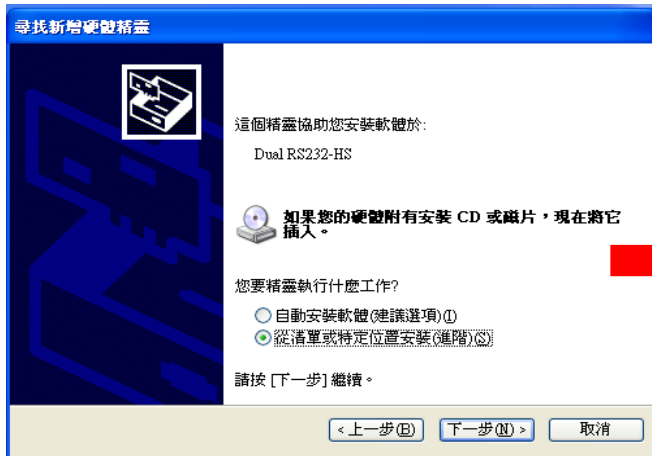 尋找新增硬體精靈
這個精靈協助您安裝軟體於:
Dual RS232-HS
如果您的硬體附有安裝 CD 或磁片，現在將它
插入。
您要精靈執行什麼工作?
自動安裝軟體(建議選項)(I)
從清單或特定位置安裝(進階)(S)
請按 [下一步] 繼續。
< 上一步(B) 下一步(N) > 取消